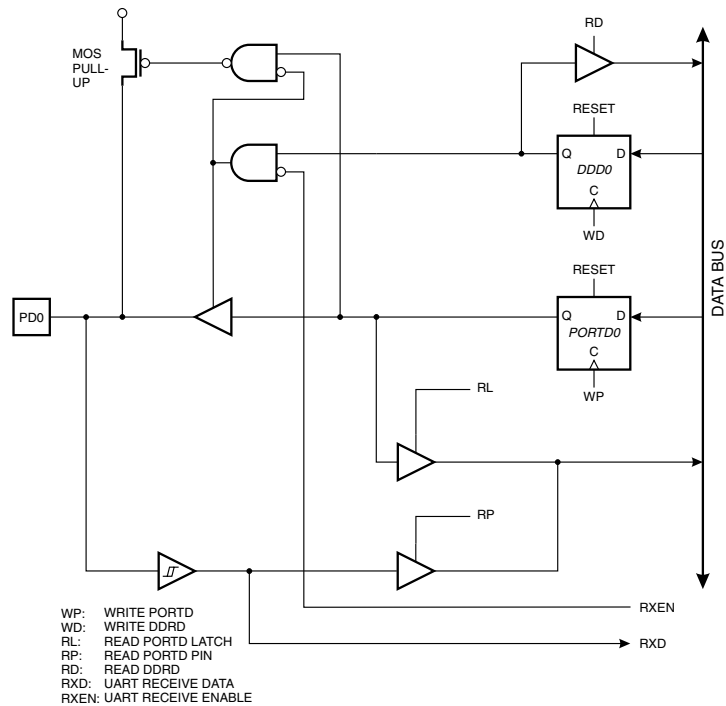 RD
MOS
PULL-
UP
RESET
Q
D
DDD0
C
WD
DATA BUS
RESET
PD0
Q
D
PORTD0
C
WP
RL
RP
WP: WRITE PORTD
WD: WRITE DDRD
RL: READ PORTD LATCH
RP: READ PORTD PIN
RD: READ DDRD
RXD: UART RECEIVE DATA
RXEN: UART RECEIVE ENABLE
RXEN
RXD